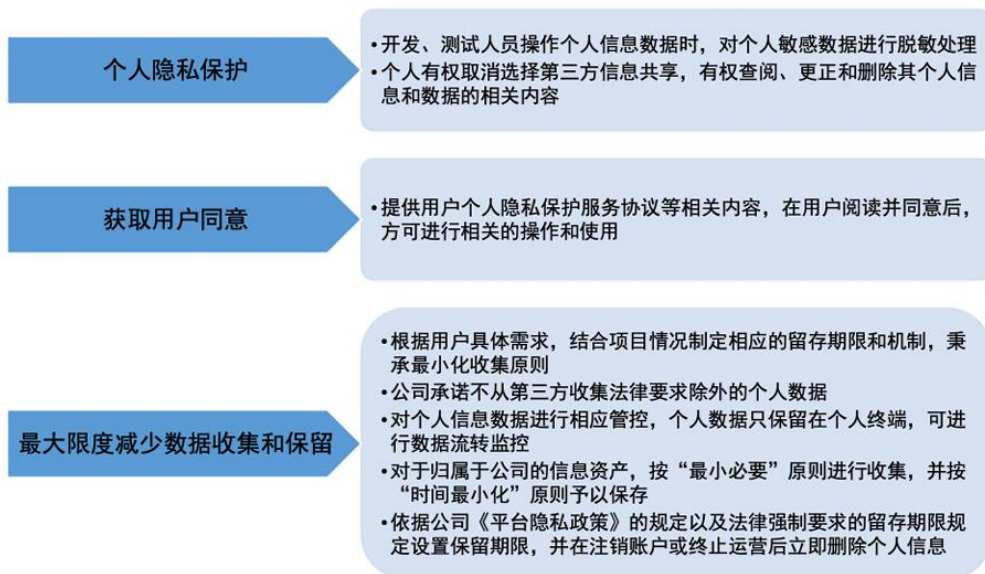 个人隐私保护
•开发、测试人员操作个人信息数据时，对个人敏感数据进行脱敏处理
•个人有权取消选择第三方信息共享，有权查阅、更正和删除其个人信
息和数据的相关内容
获取用户同意
•提供用户个人隐私保护服务协议等相关内容，在用户阅读并同意后，
方可进行相关的操作和使用
最大限度减少数据收集和保留
•根据用户具体需求，结合项目情况制定相应的留存期限和机制，秉
承最小化收集原则
•公司承诺不从第三方收集法律要求除外的个人数据
•对个人信息数据进行相应管控，个人数据只保留在个人终端，可进
行数据流转监控
•对于归属于公司的信息资产，按“最小必要”原则进行收集，并按
“时间最小化”原则予以保存
•依据公司《平台隐私政策》的规定以及法律强制要求的留存期限规
定设置保留期限，并在注销账户或终止运营后立即删除个人信息